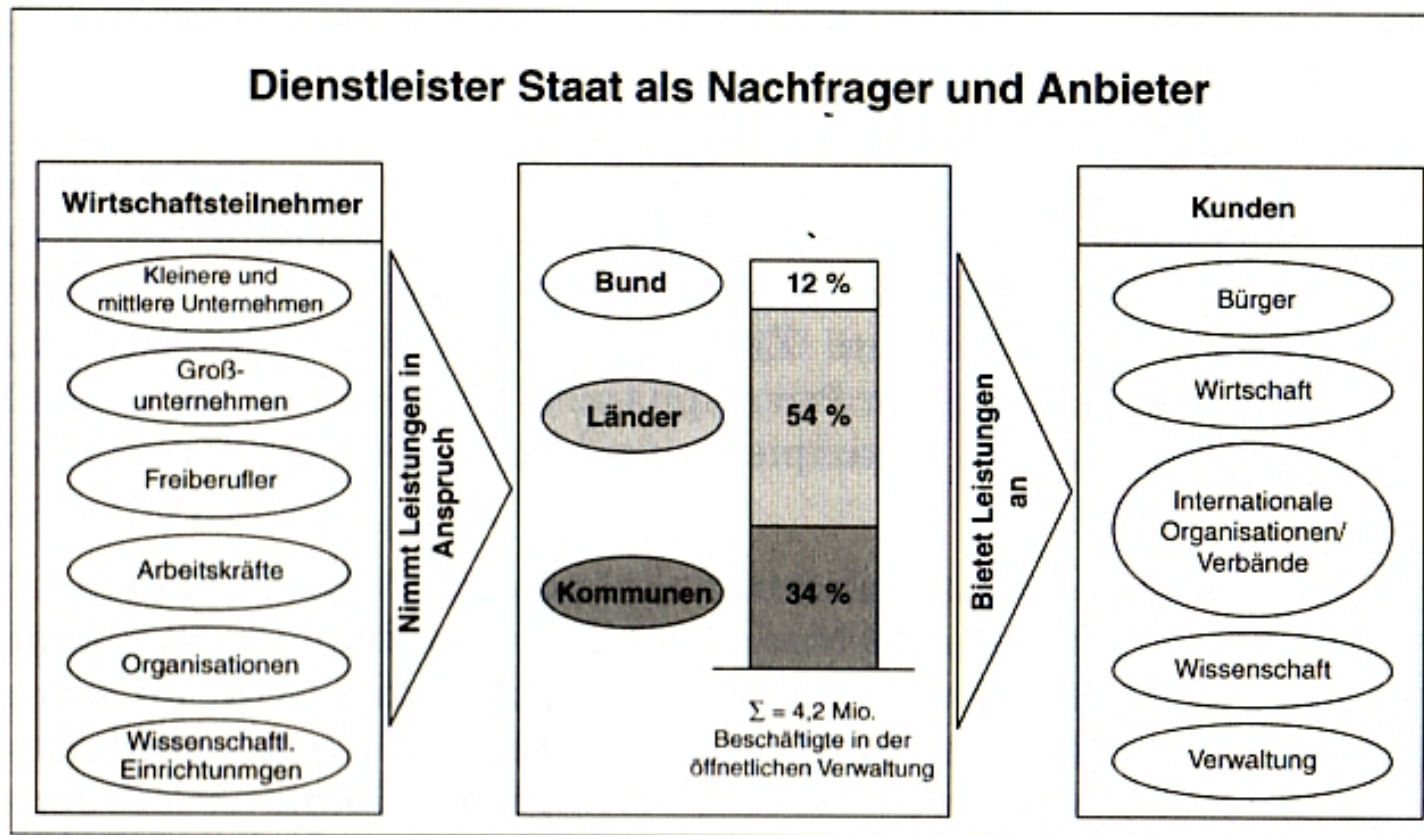 Dienstleister Staat als Nachfrager und Anbieter
Wirtschaftsteilnehmer
Kleinere und
mittlere Unternehmen
Groß-
unternehmen
Freiberufler
Arbeitskräfte
Organisationen
Wissenschaftl.
Einrichtunmgen
Nimmt Leistungen in
Anspruch
Bund
12 %
Länder
54 %
Kommunen
34 %
Σ = 4,2 Mio.
Beschäftigte in der
öffnetlichen Verwaltung
Bietet Leistungen
an
Kunden
Bürger
Wirtschaft
Internationale
Organisationen/
Verbände
Wissenschaft
Verwaltung